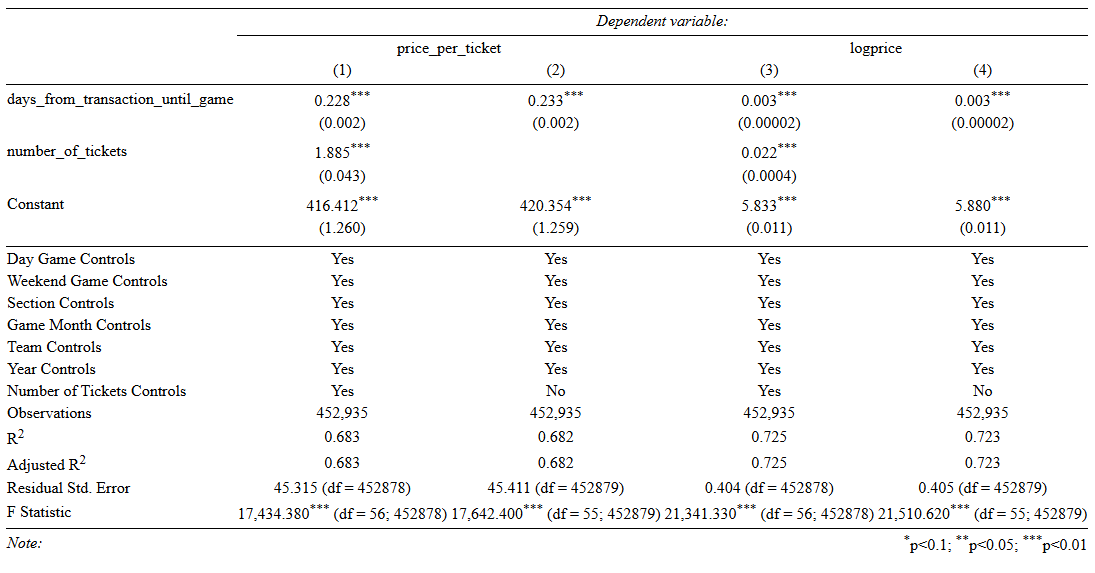 Dependent variable:
price_per_ticket logprice
(1) (2) (3) (4)
days_from_transaction_until_game 0.228*** 0.233*** 0.003*** 0.003***
(0.002) (0.002) (0.00002) (0.00002)
number_of_tickets 1.885*** 0.022***
(0.043) (0.0004)
Constant 416.412*** 420.354*** 5.833*** 5.880***
(1.260) (1.259) (0.011) (0.011)
Day Game Controls Yes Yes Yes Yes
Weekend Game Controls Yes Yes Yes Yes
Section Controls Yes Yes Yes Yes
Game Month Controls Yes Yes Yes Yes
Team Controls Yes Yes Yes Yes
Year Controls Yes Yes Yes Yes
Number of Tickets Controls Yes No Yes No
Observations 452,935 452,935 452,935 452,935
R2 0.683 0.682 0.725 0.723
Adjusted R2 0.683 0.682 0.725 0.723
Residual Std. Error 45.315 (df = 452878) 45.411 (df = 452879) 0.404 (df = 452878) 0.405 (df = 452879)
F Statistic 17,434.380*** (df = 56; 452878) 17,642.400*** (df = 55; 452879) 21,341.330*** (df = 56; 452878) 21,510.620*** (df = 55; 452879)
Note: *p<0.1; **p<0.05; ***p<0.01